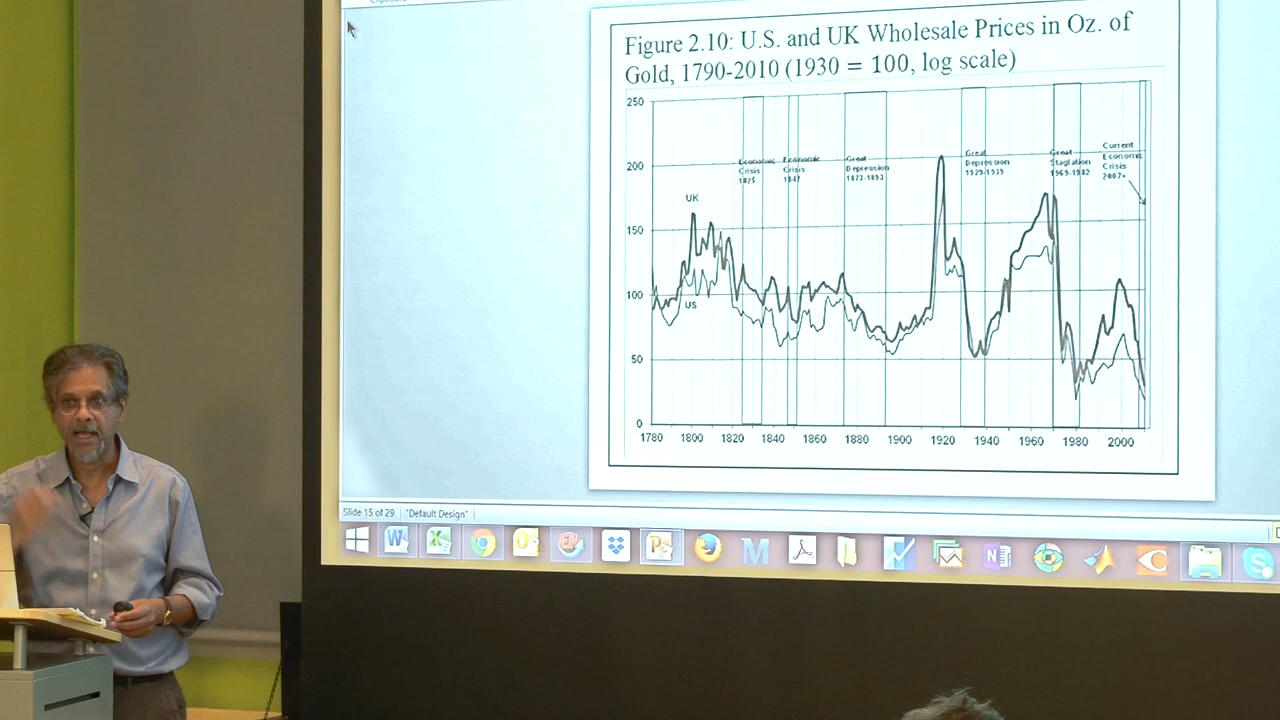 Figure 2.10: U.S. and UK Wholesale Prices in Oz. of
Gold, 1790-2010 (1930 = 100, log scale)
250
200
150
100
50
0
UK
US
Economic
Crisis
1825
Economic
Crisis
1847
Great
Depression
1873-1893
Great
Depression
1929-1939
Great
Stagflation
1969-1982
Current
Economic
Crisis
2007+
1780 1800 1820 1840 1860 1880 1900 1920 1940 1960 1980 2000
Slide 15 of 29 "Default Design"